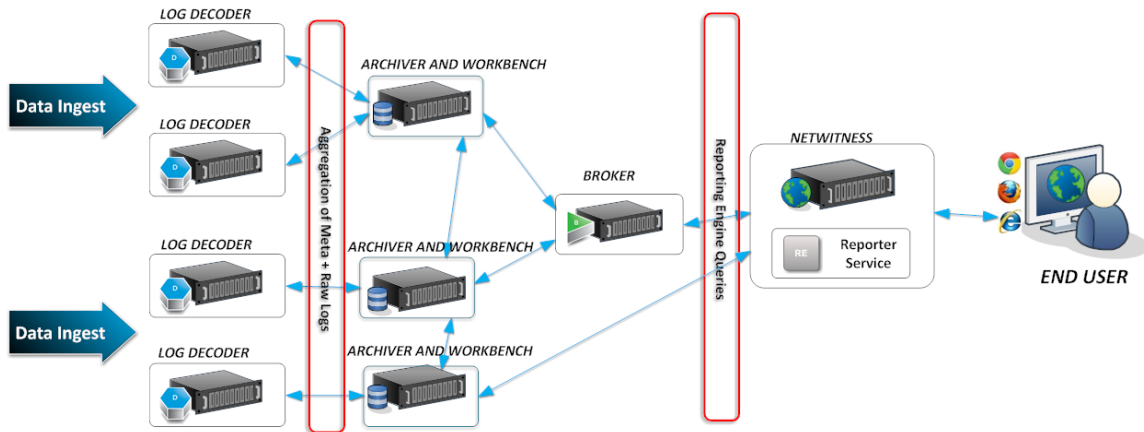 LOG DECODER
Data Ingest
D
LOG DECODER
D
LOG DECODER
D
Data Ingest
LOG DECODER
D
Aggregation of Meta + Raw Logs
ARCHIVER AND WORKBENCH
ARCHIVER AND WORKBENCH
ARCHIVER AND WORKBENCH
BROKER
B
Reporting Engine Queries
NETWITNESS
RE
Reporter
Service
END USER